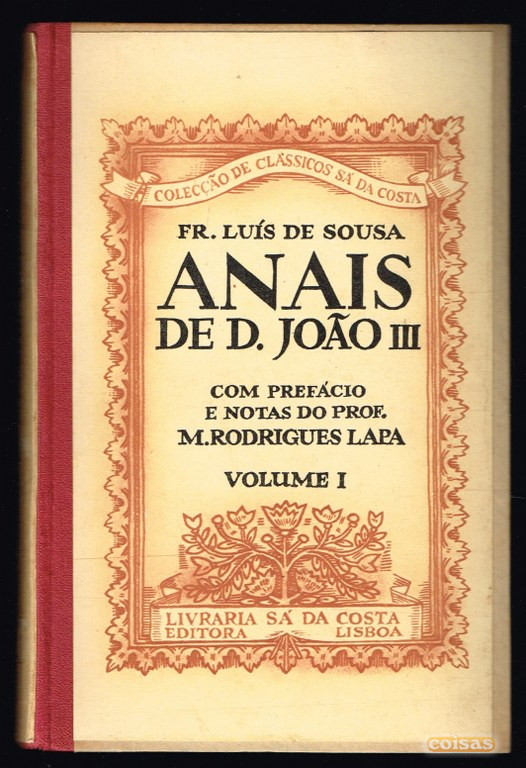 COLECÇÃO DE CLÁSSICOS SÁ DA COSTA
FR. LUÍS DE SOUSA
ANAIS
DE D. JOÃO III
COM PREFÁCIO
E NOTAS DO PROF.
M. RODRIGUES LAPA
VOLUME I
LIVRARIA SÁ DA COSTA
EDITORA LISBOA
coisas